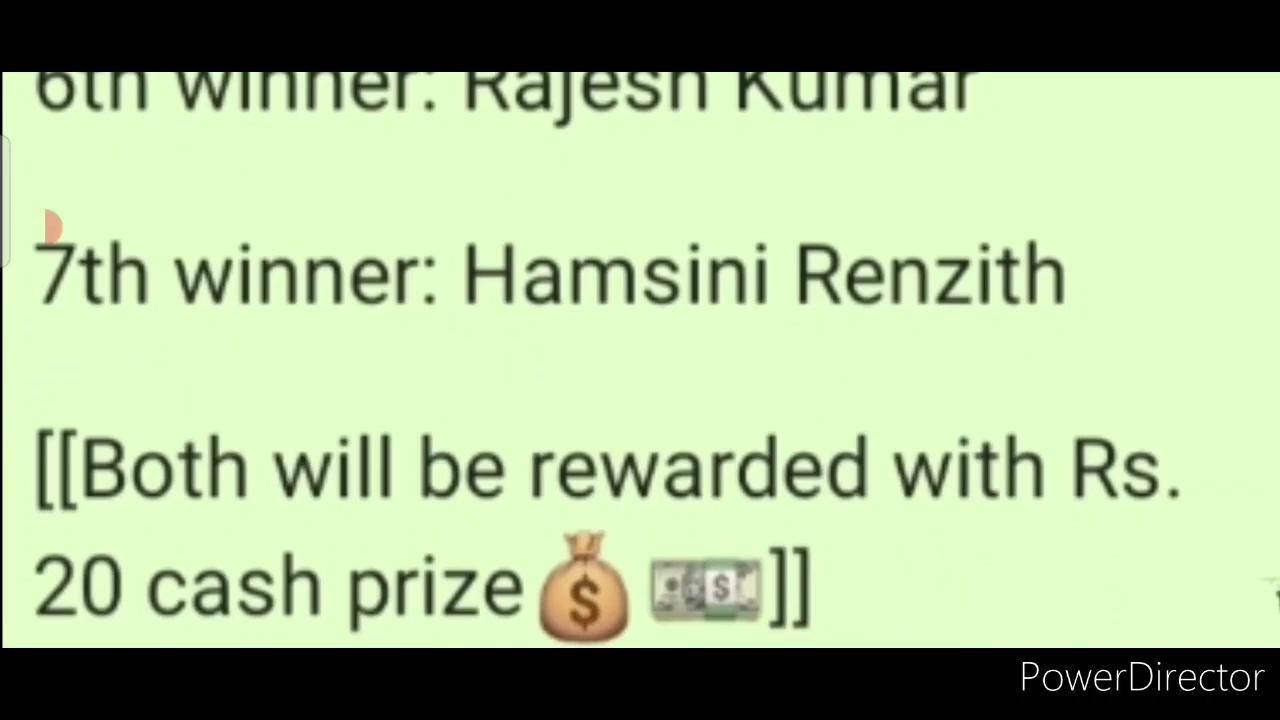 6th winner: Rajesh Kumar
7th winner: Hamsini Renzith
[[Both will be rewarded with Rs.
20 cash prize💰💵]]
PowerDirector